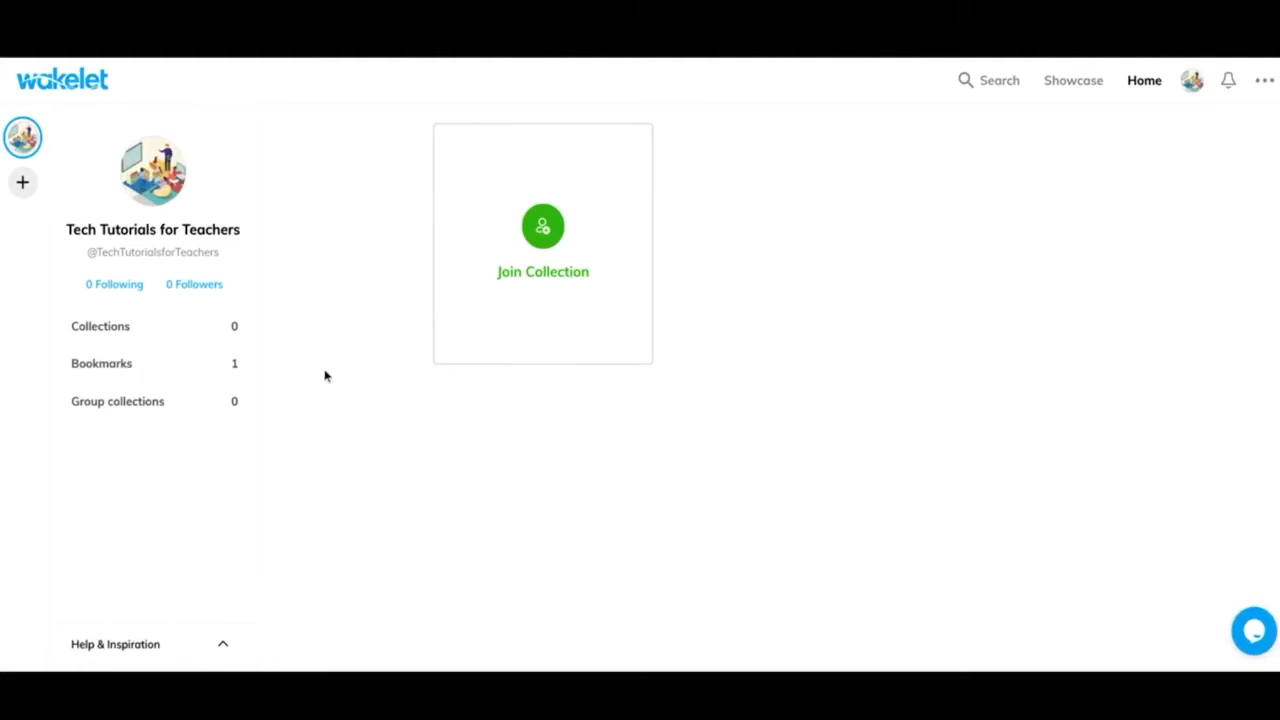 wakelet
Search
Showcase
Home
Tech Tutorials for Teachers
@TechTutorialsforTeachers
0 Following
0 Followers
Collections 0
Bookmarks 1
Group collections 0
Join Collection
Help & Inspiration